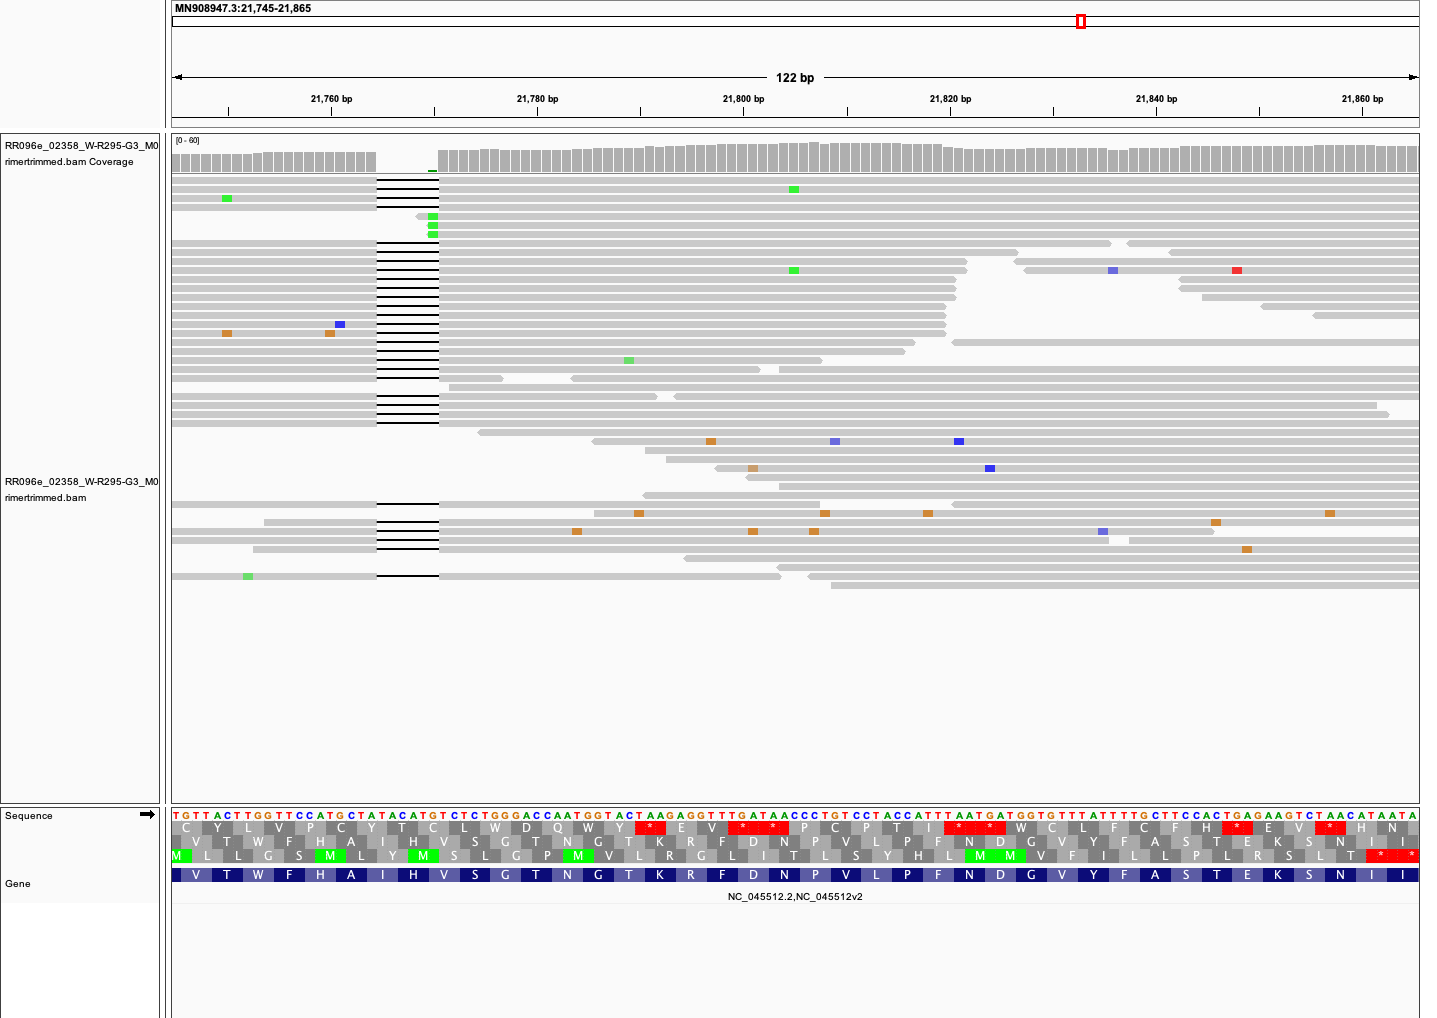 MN908947.3:21,745-21,865
122 bp
21,760 bp 21,780 bp 21,800 bp 21,820 bp 21,840 bp 21,860 bp
RR096e_02358_W-R295-G3_M0
rimertrimmed.bam Coverage
[0 - 60]
RR096e_02358_W-R295-G3_M0
rimertrimmed.bam
Sequence
TGTTACTTGGTTCCATGCTATACATGTCTCTGGGACCAATGGTACTAAGAGGTTTGATAACCCTGTCCTACCATTTAATGATGGTGTTTATTTTGCTTCCACTGAGAAGTCTAACATAATA
C Y L V P C Y T C L W D Q W Y * E V * * P C P T I * * W C L F C F H * E V * H N
V T W F H A I H V S G T N G T K R F D N P V L P F N D G V Y F A S T E K S N I I
M L L G S M L Y M S L G P M V L R G L I T L S Y H L M M V F I L L P L R S L T * *
Gene
V T W F H A I H V S G T N G T K R F D N P V L P F N D G V Y F A S T E K S N I I
NC_045512.2,NC_045512v2